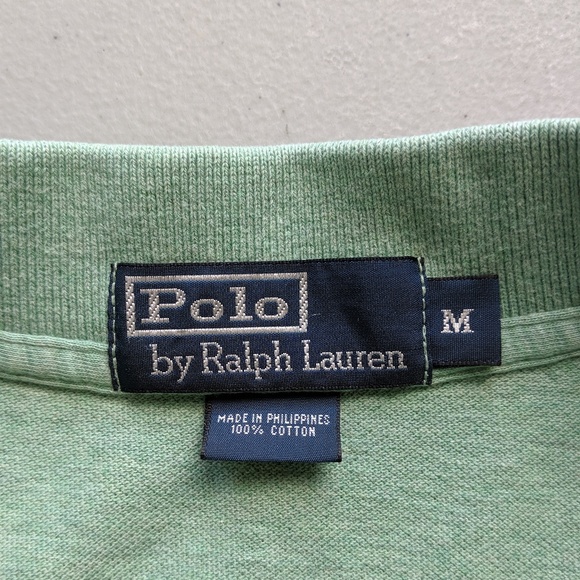 Polo
by Ralph Lauren
M
MADE IN PHILIPPINES
100% COTTON